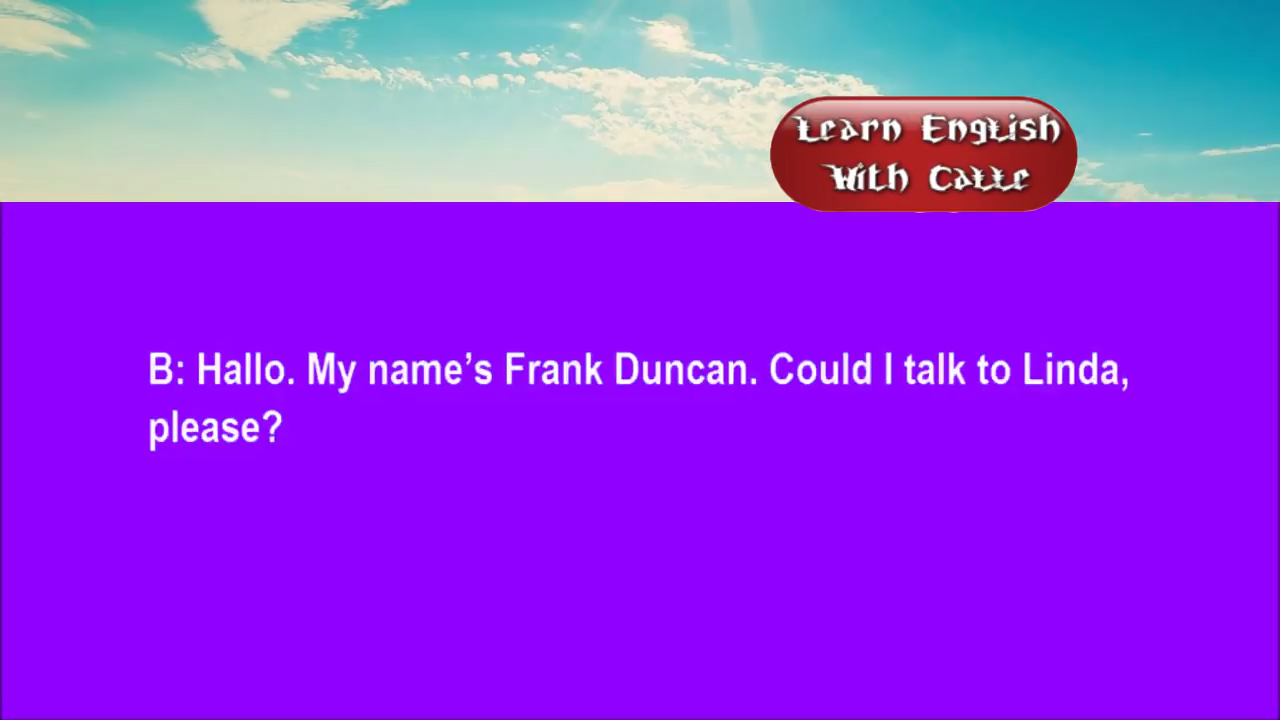 Learn English
With Catte
B: Hallo. My name’s Frank Duncan. Could I talk to Linda,
please?